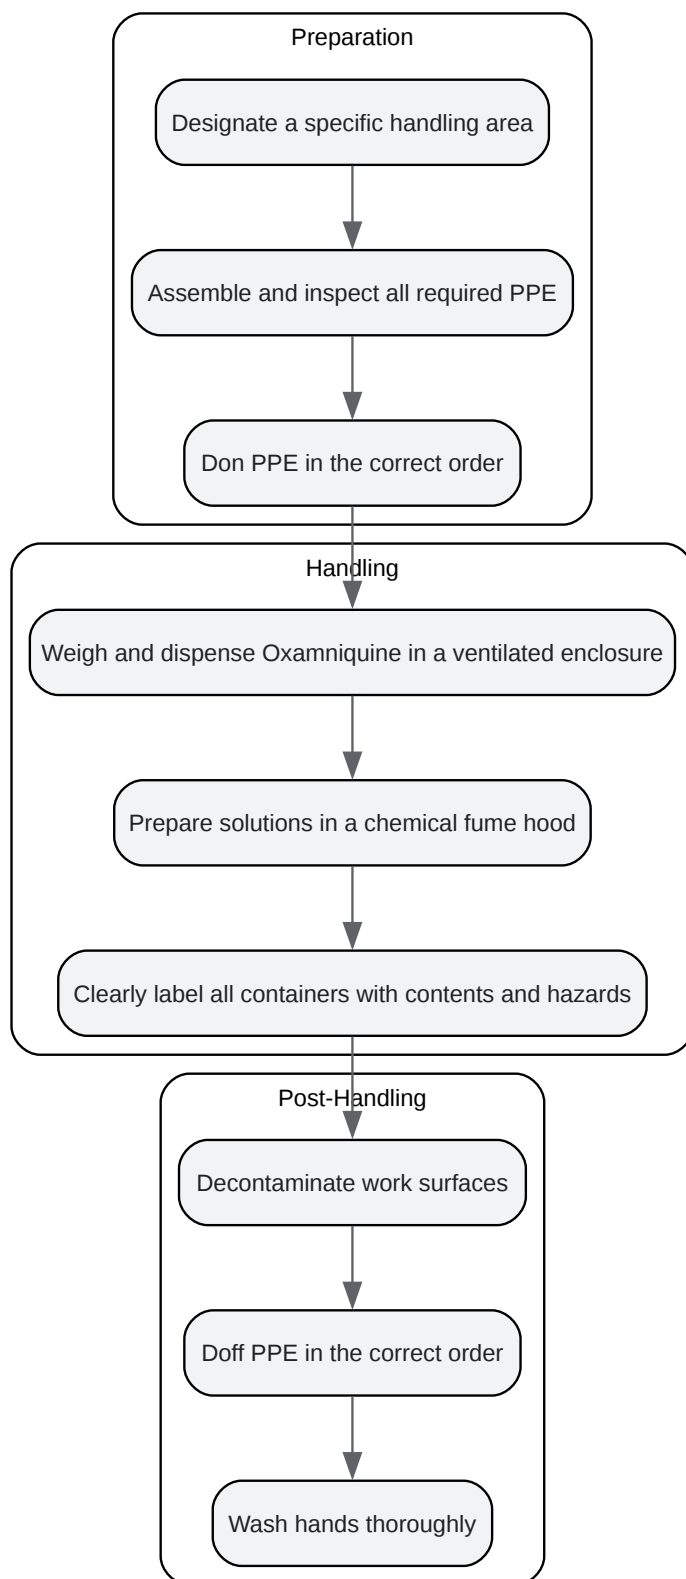 Preparation
Designate a specific handling area
Assemble and inspect all required PPE
Don PPE in the correct order
Handling
Weigh and dispense Oxamniquine in a ventilated enclosure
Prepare solutions in a chemical fume hood
Clearly label all containers with contents and hazards
Post-Handling
Decontaminate work surfaces
Doff PPE in the correct order
Wash hands thoroughly